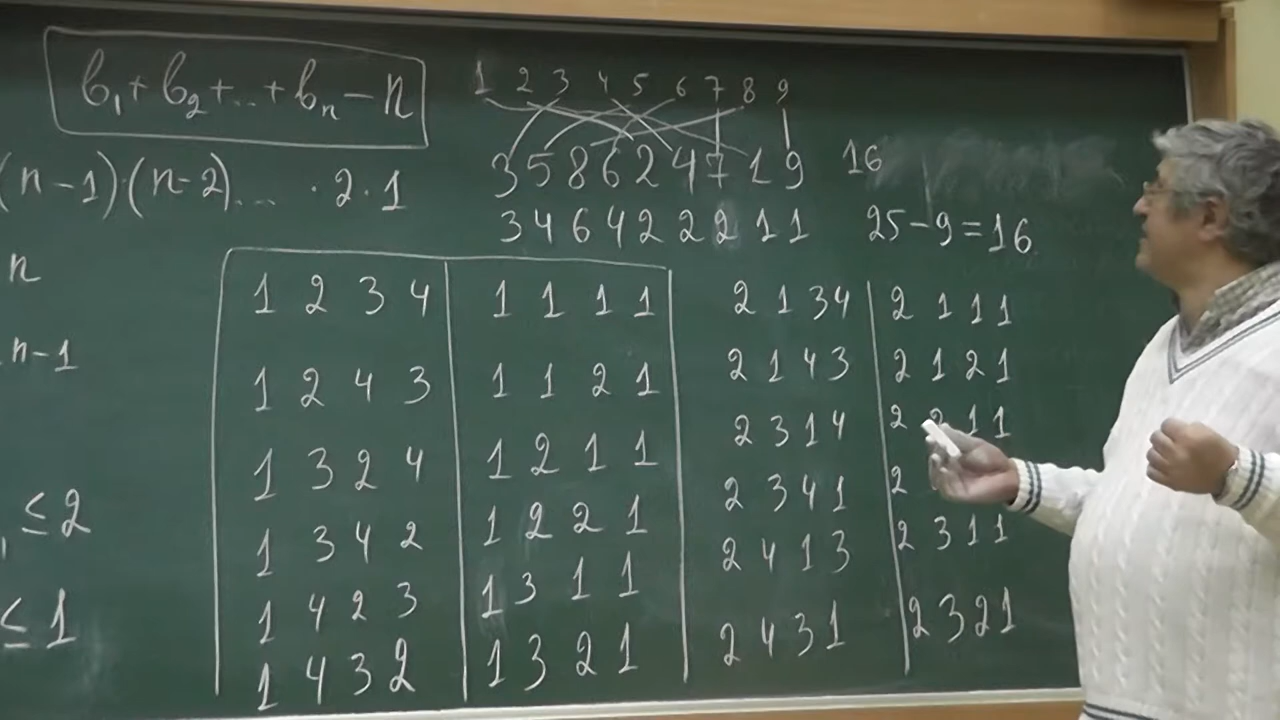 b₁ + b₂ + ... + bₙ - n
1 2 3 4 5 6 7 8 9
(n-1)·(n-2)... ·2·1
3 5 8 6 2 4 7 1 9 16
3 4 6 4 2 2 2 1 1 25-9=16
n
1 2 3 4 1 1 1 1 2 1 3 4 2 1 1 1
n-1
1 2 4 3 1 1 2 1 2 1 4 3 2 1 2 1
1 3 2 4 1 2 1 1 2 3 1 4 2 2 1 1
≤2
1 3 4 2 1 2 2 1 2 3 4 1 2
1 4 2 3 1 3 1 1 2 4 1 3 2 3 1 1
≤1
1 4 3 2 1 3 2 1 2 4 3 1 2 3 2 1